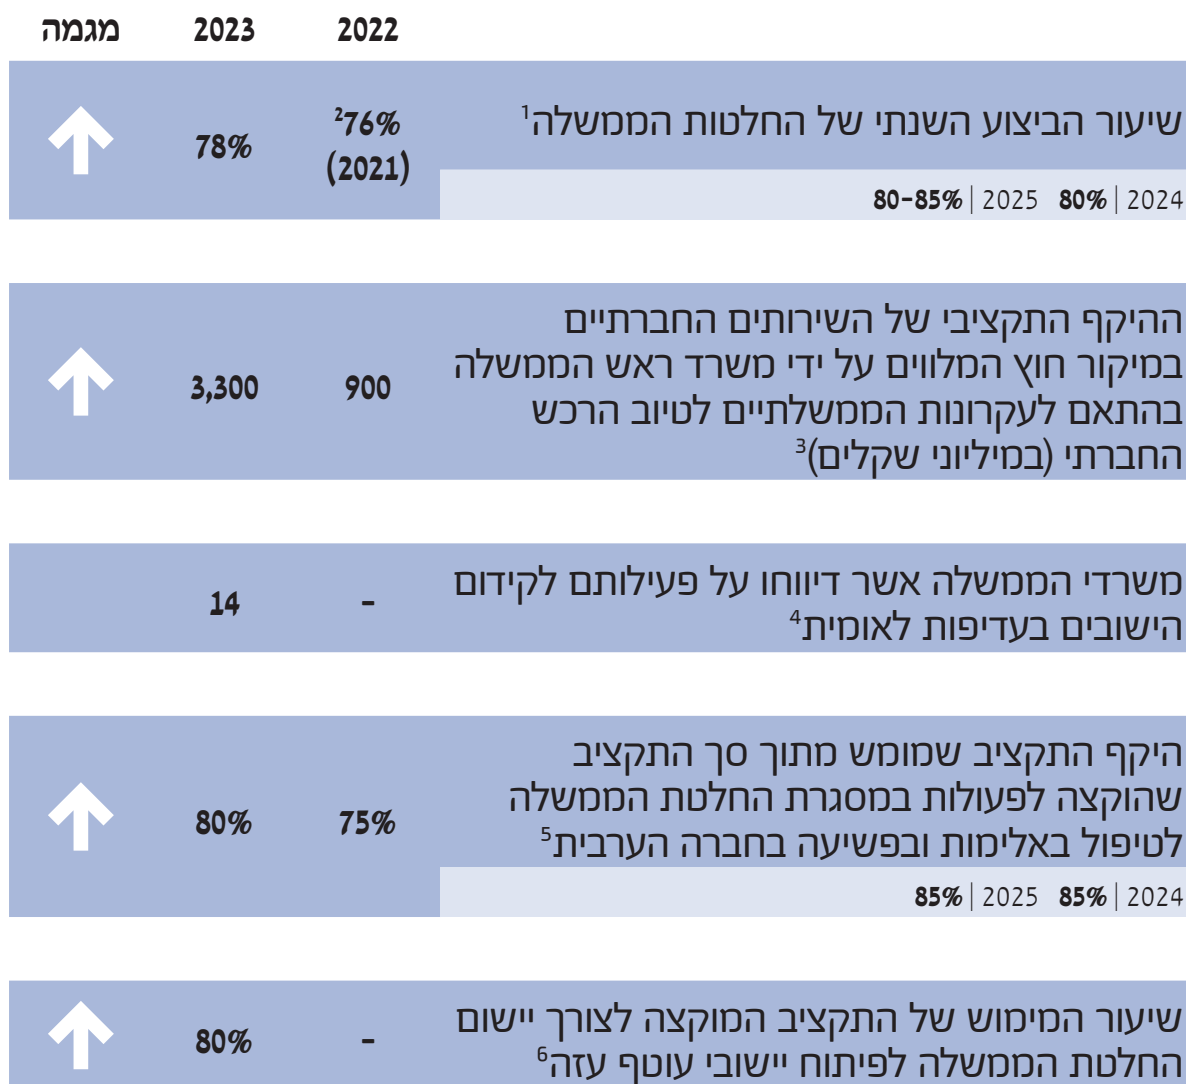 2022 2023 מגמה
שיעור הביצוע השנתי של החלטות הממשלה¹ 76%² 78%
(2021)
2024 | 80% 2025 | 80-85%
ההיקף התקציבי של השירותים החברתיים
במיקור חוץ המלווים על ידי משרד ראש הממשלה 900 3,300
בהתאם לעקרונות הממשלתיים לטיוב הרכש
החברתי (במיליוני שקלים)³
משרדי הממשלה אשר דיווחו על פעילותם לקידום - 14
הישובים בעדיפות לאומית⁴
היקף התקציב שמומש מתוך סך התקציב
שהוקצה לפעולות במסגרת החלטת הממשלה 75% 80%
לטיפול באלימות ובפשיעה בחברה הערבית⁵
2024 | 85% 2025 | 85%
שיעור המימוש של התקציב המוקצה לצורך יישום - 80%
החלטת הממשלה לפיתוח יישובי עוטף עזה⁶